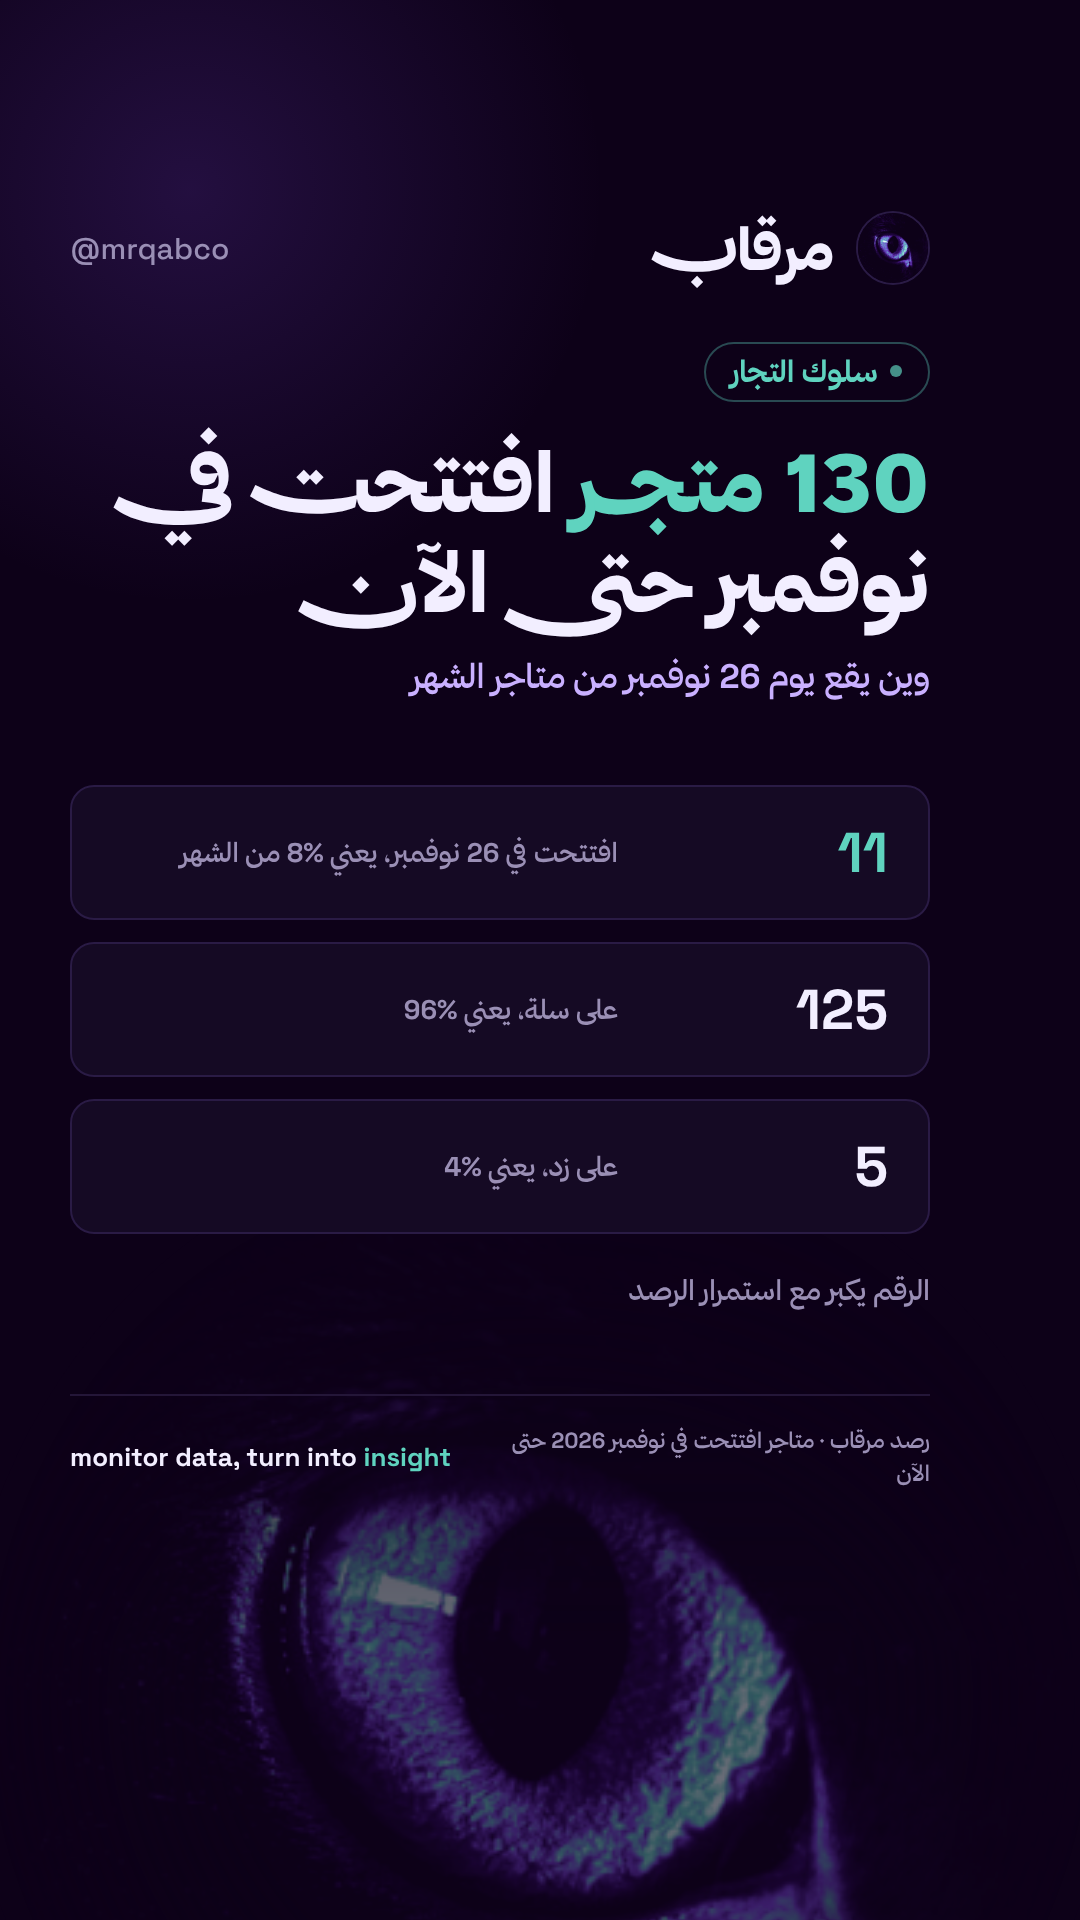 مرقاب
@mrqabco
سلوك التجار
130 متجر افتتحت في
نوفمبر حتى الآن
وين يقع يوم 26 نوفمبر من متاجر الشهر
11
افتتحت في 26 نوفمبر، يعني 8% من الشهر
125
على سلة، يعني 96%
5
على زد، يعني 4%
الرقم يكبر مع استمرار الرصد
رصد مرقاب · متاجر افتتحت في نوفمبر 2026 حتى
الآن
monitor data, turn into insight